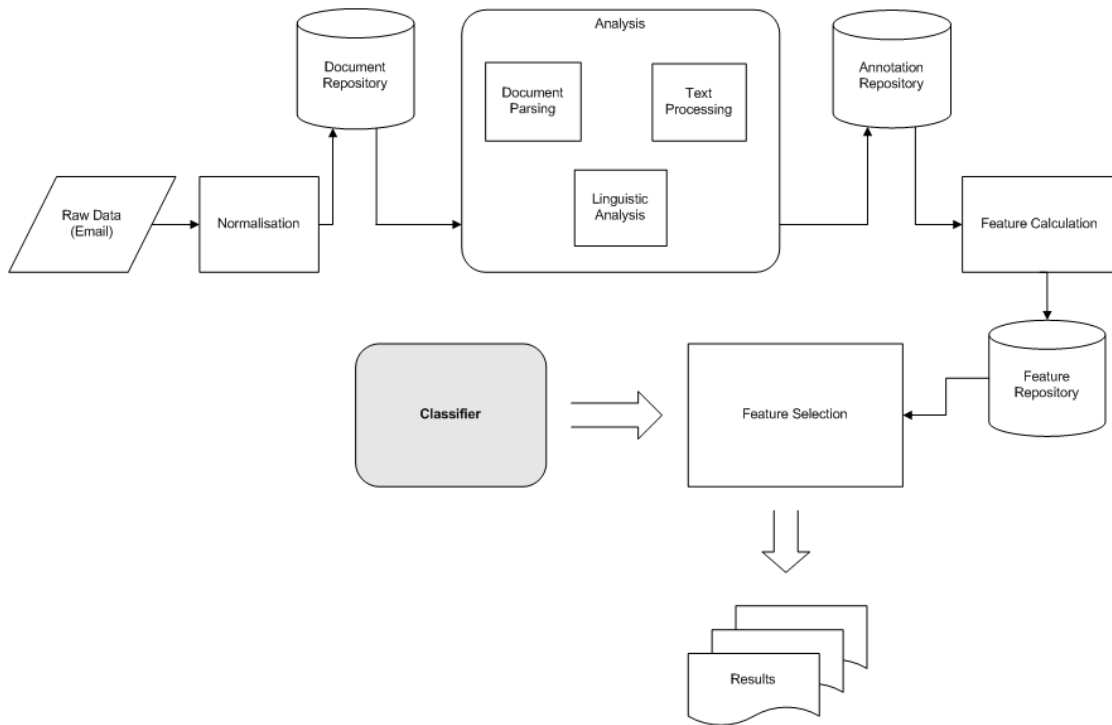 Analysis
Document
Repository
Document
Parsing
Text
Processing
Annotation
Repository
Linguistic
Analysis
Raw Data
(Email)
Normalisation
Feature Calculation
Feature
Repository
Classifier
Feature Selection
Results